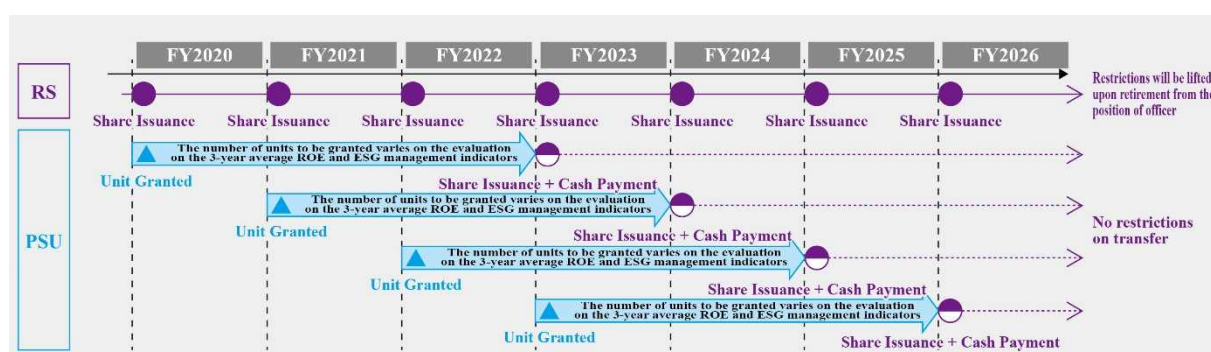 FY2020 FY2021 FY2022 FY2023 FY2024 FY2025 FY2026
RS
Restrictions will be lifted
upon retirement from the
position of officer
Share Issuance Share Issuance Share Issuance Share Issuance Share Issuance Share Issuance Share Issuance
PSU
The number of units to be granted varies on the evaluation
on the 3-year average ROE and ESG management indicators
Unit Granted
Share Issuance + Cash Payment
The number of units to be granted varies on the evaluation
on the 3-year average ROE and ESG management indicators
Unit Granted
Share Issuance + Cash Payment
No restrictions
on transfer
The number of units to be granted varies on the evaluation
on the 3-year average ROE and ESG management indicators
Unit Granted
Share Issuance + Cash Payment
The number of units to be granted varies on the evaluation
on the 3-year average ROE and ESG management indicators
Unit Granted
Share Issuance + Cash Payment